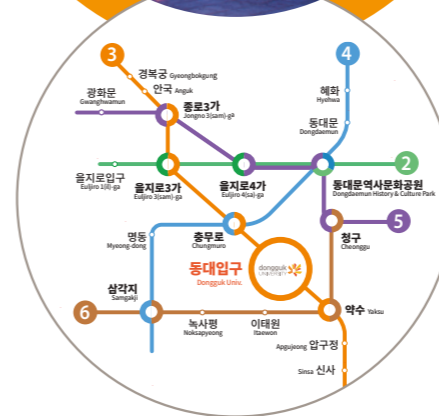 3
4
경복궁 Gyeongbokgung
안국 Anguk
광화문
Gwanghwamun
종로3가
Jongno 3(sam)-ga
혜화
Hyehwa
동대문
Dongdaemun
2
을지로입구
Euljiro 1(il)-ga
을지로3가
Euljiro 3(sam)-ga
을지로4가
Euljiro 4(sa)-ga
동대문역사문화공원
Dongdaemun History & Culture Park
5
명동
Myeong-dong
충무로
Chungmuro
청구
Cheonggu
동대입구
Dongguk Univ.
dongguk
UNIVERSITY
삼각지
Samgakji
6
녹사평
Noksapyeong
이태원
Itaewon
약수 Yaksu
Apgujeong 압구정
Sinsa 신사